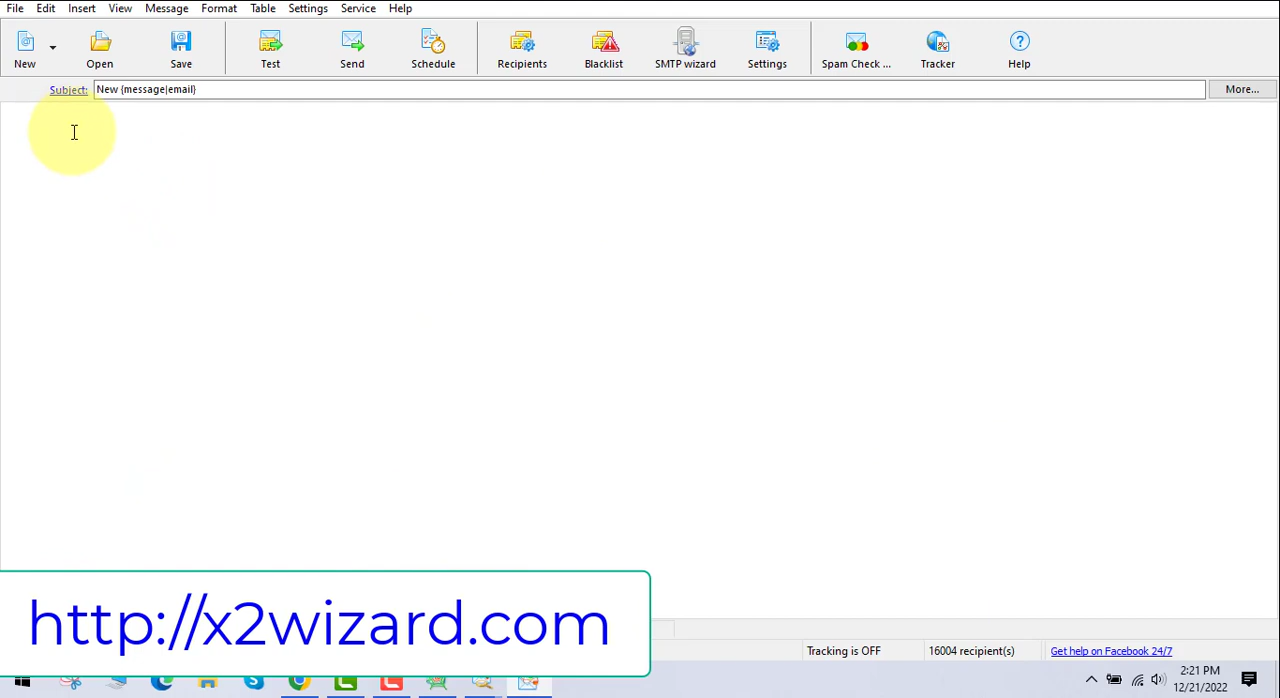 File Edit Insert View Message Format Table Settings Service Help
New Open Save Test Send Schedule Recipients Blacklist SMTP wizard Settings Spam Check ... Tracker Help
Subject: New {message|email} More...
http://x2wizard.com
Tracking is OFF 16004 recipient(s) Get help on Facebook 24/7
2:21 PM
12/21/2022